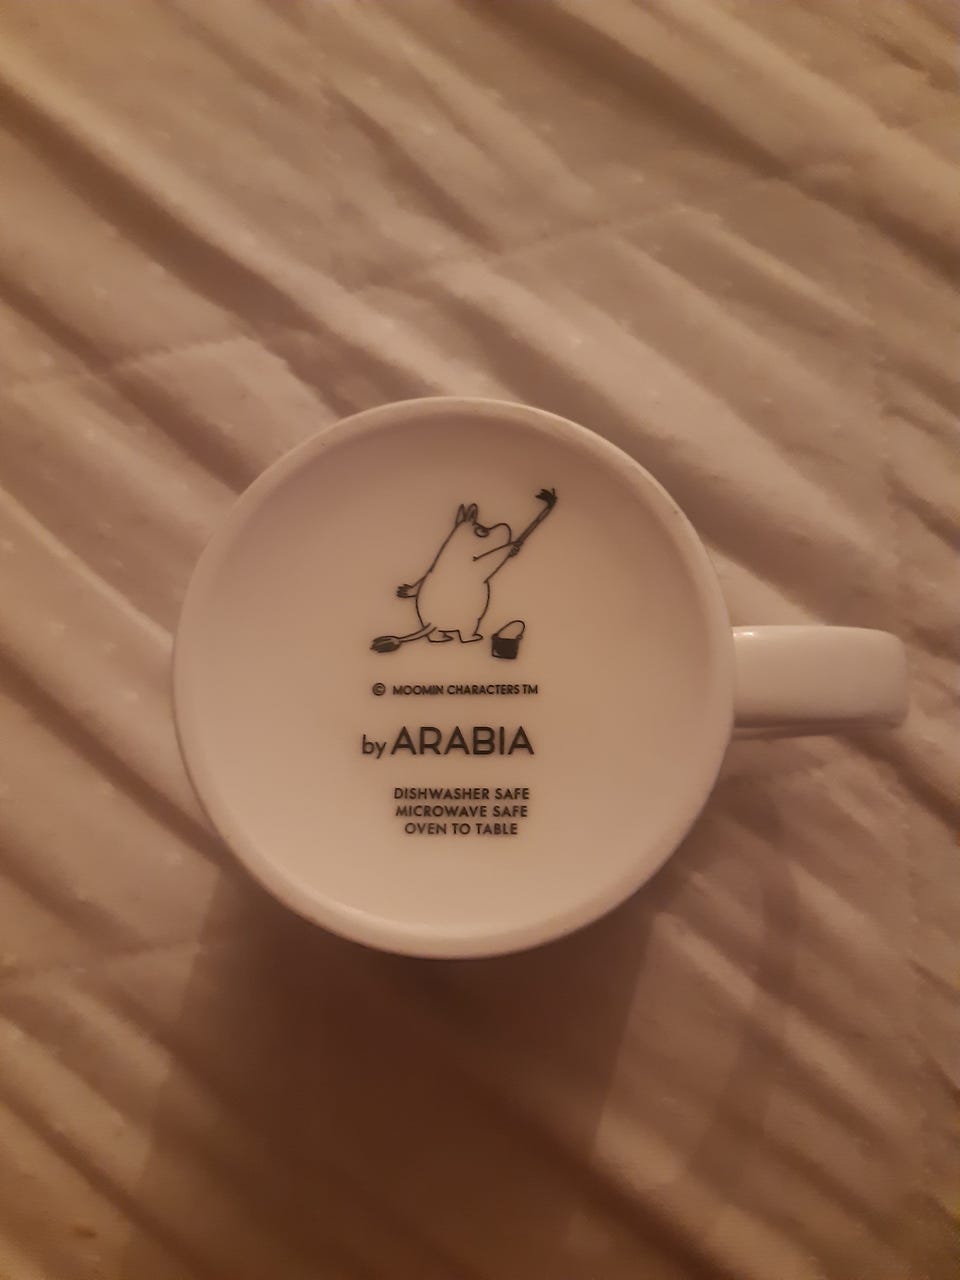 © MOOMIN CHARACTERS TM
by ARABIA
DISHWASHER SAFE
MICROWAVE SAFE
OVEN TO TABLE